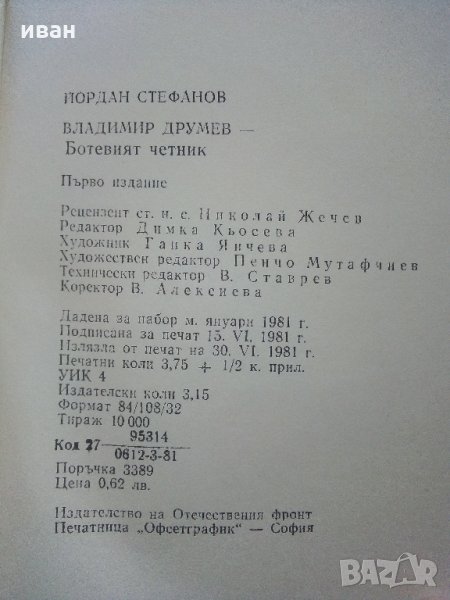 иван
ЙОРДАН СТЕФАНОВ
ВЛАДИМИР ДРУМЕВ —
Ботевият четник
Първо издание
Рецензент ст. н. с. Николай Жечев
Редактор Димка Кьосева
Художник Ганка Янчева
Художествен редактор Пенчо Мутафчиев
Технически редактор В. Ставрев
Коректор В. Алексиева
Дадена за набор м. януари 1981 г.
Подписана за печат 15. VI. 1981 г.
Излязла от печат на 30. VI. 1981 г.
Печатни коли 3,75 + 1/2 к. прил.
УИК 4
Издателски коли 3,15
Формат 84/108/32
Тираж 10 000
Код 27 95314
0612-3-81
Поръчка 3389
Цена 0,62 лв.
Издателство на Отечествения фронт
Печатница „Офсетграфик" — София
BAZAR